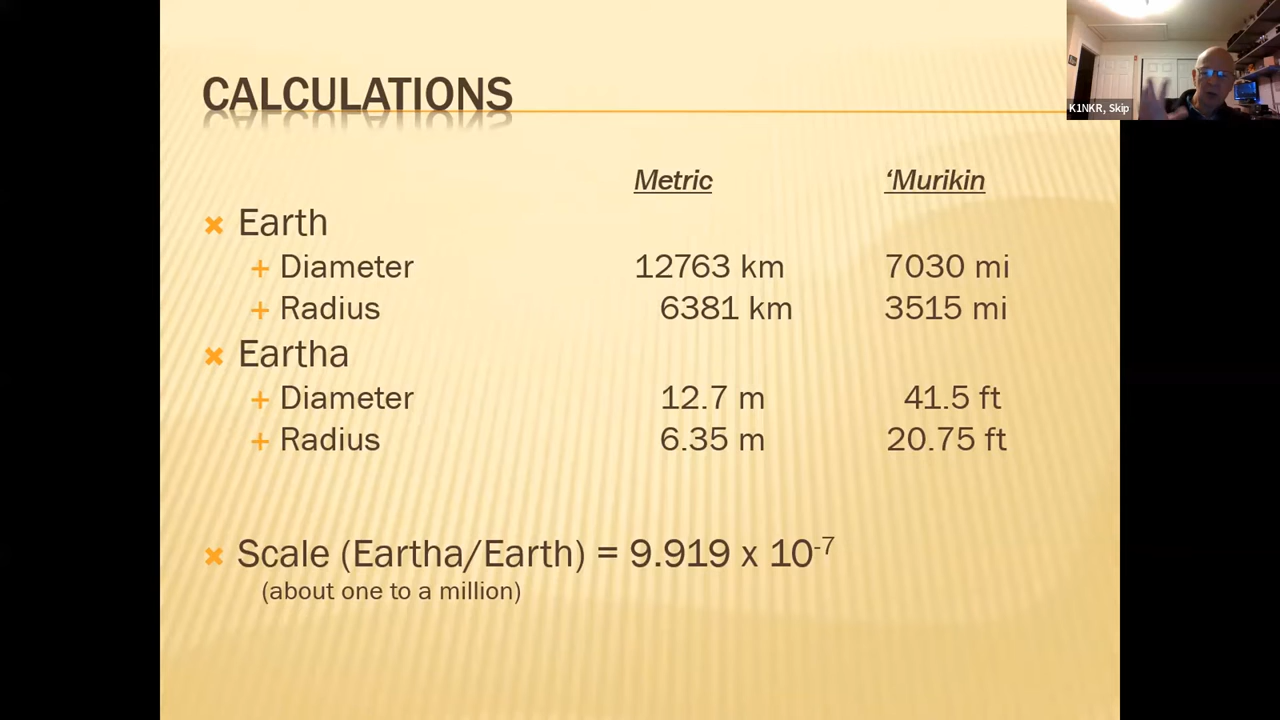 CALCULATIONS
K1NKR, Skip
Metric ‘Murikin
Earth
Diameter 12763 km 7030 mi
Radius 6381 km 3515 mi
Eartha
Diameter 12.7 m 41.5 ft
Radius 6.35 m 20.75 ft
Scale (Eartha/Earth) = 9.919 x 10⁻⁷
(about one to a million)